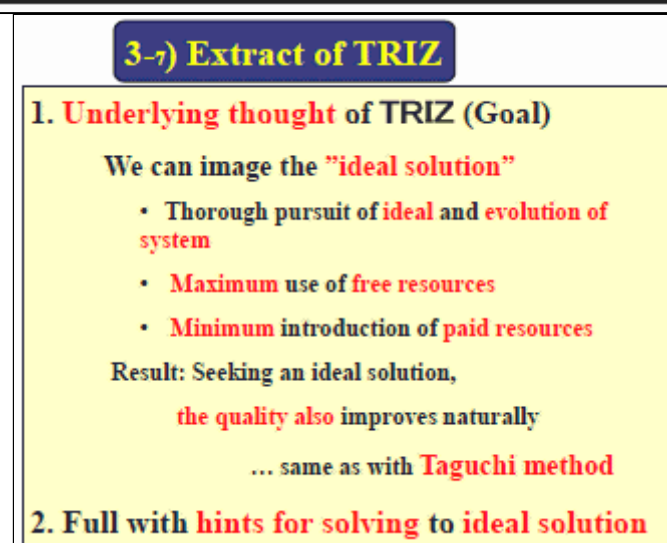 3-7) Extract of TRIZ
1. Underlying thought of TRIZ (Goal)
We can image the ”ideal solution”
• Thorough pursuit of ideal and evolution of
system
• Maximum use of free resources
• Minimum introduction of paid resources
Result: Seeking an ideal solution,
the quality also improves naturally
… same as with Taguchi method
2. Full with hints for solving to ideal solution